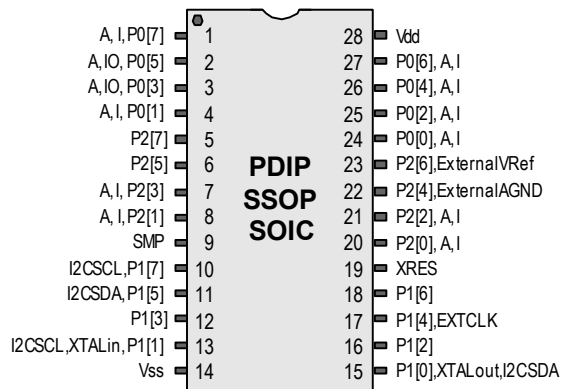 A, I, P0[7] 1 28 Vdd
A, IO, P0[5] 2 27 P0[6], A, I
A, IO, P0[3] 3 26 P0[4], A, I
A, I, P0[1] 4 25 P0[2], A, I
P2[7] 5 24 P0[0], A, I
P2[5] 6 PDIP 23 P2[6], External VRef
A, I, P2[3] 7 SSOP 22 P2[4], External AGND
A, I, P2[1] 8 SOIC 21 P2[2], A, I
SMP 9 20 P2[0], A, I
I2CSCL, P1[7] 10 19 XRES
I2CSDA, P1[5] 11 18 P1[6]
P1[3] 12 17 P1[4], EXTCLK
I2CSCL, XTALin, P1[1] 13 16 P1[2]
Vss 14 15 P1[0], XTALout, I2CSDA